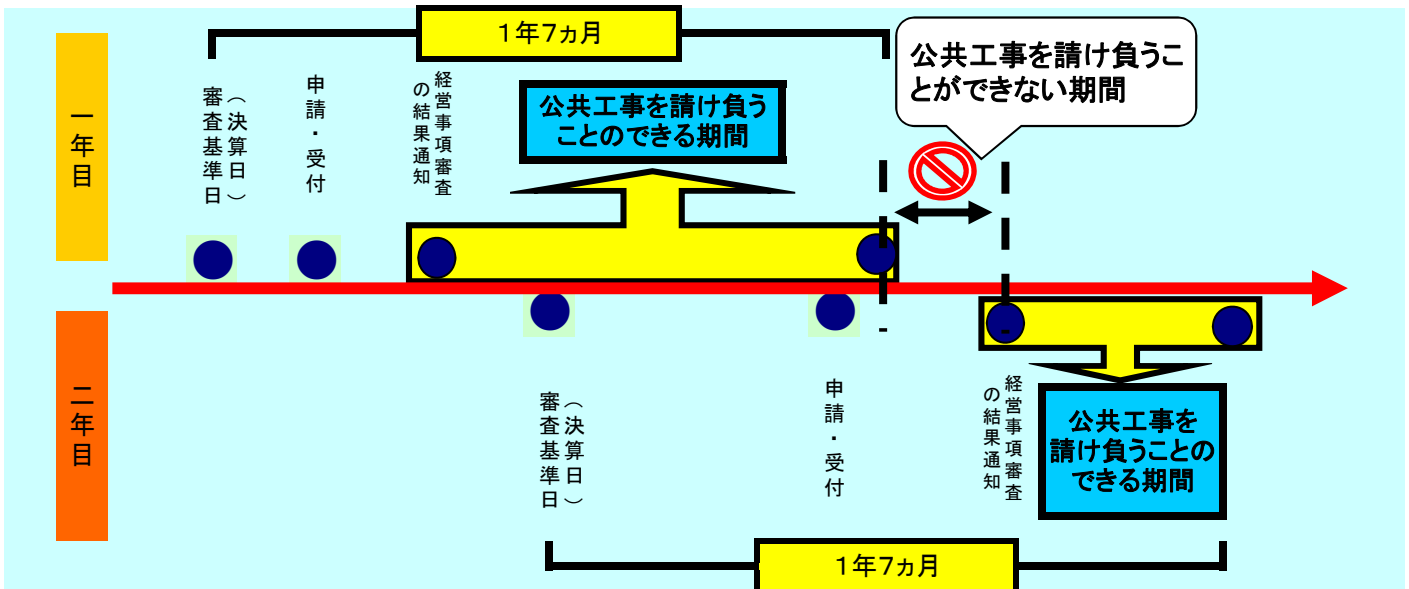 一年目
1年7ヵ月
審査基準日
（決算日）
申請・受付
経営事項審査
の結果通知
公共工事を請け負う
ことのできる期間
公共工事を請け負うこ
とができない期間
二年目
審査基準日
（決算日）
申請・受付
経営事項審査
の結果通知
公共工事を
請け負うことの
できる期間
1年7ヵ月